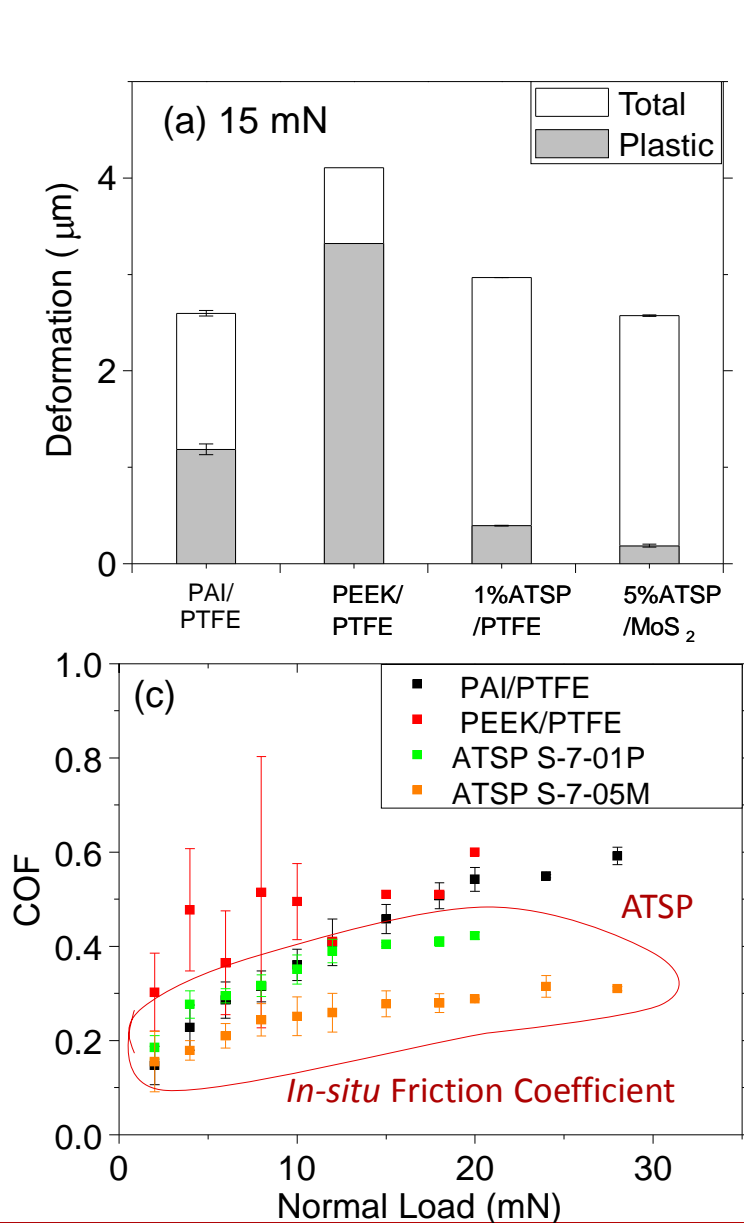 (a) 15 mN
Total
Plastic
Deformation ( μm)
4
2
0
PAI/
PTFE
PEEK/
PTFE
1%ATSP
/PTFE
5%ATSP
/MoS₂
(c)
PAI/PTFE
PEEK/PTFE
ATSP S-7-01P
ATSP S-7-05M
COF
1.0
0.8
0.6
0.4
0.2
0.0
ATSP
In-situ Friction Coefficient
0 10 20 30
Normal Load (mN)